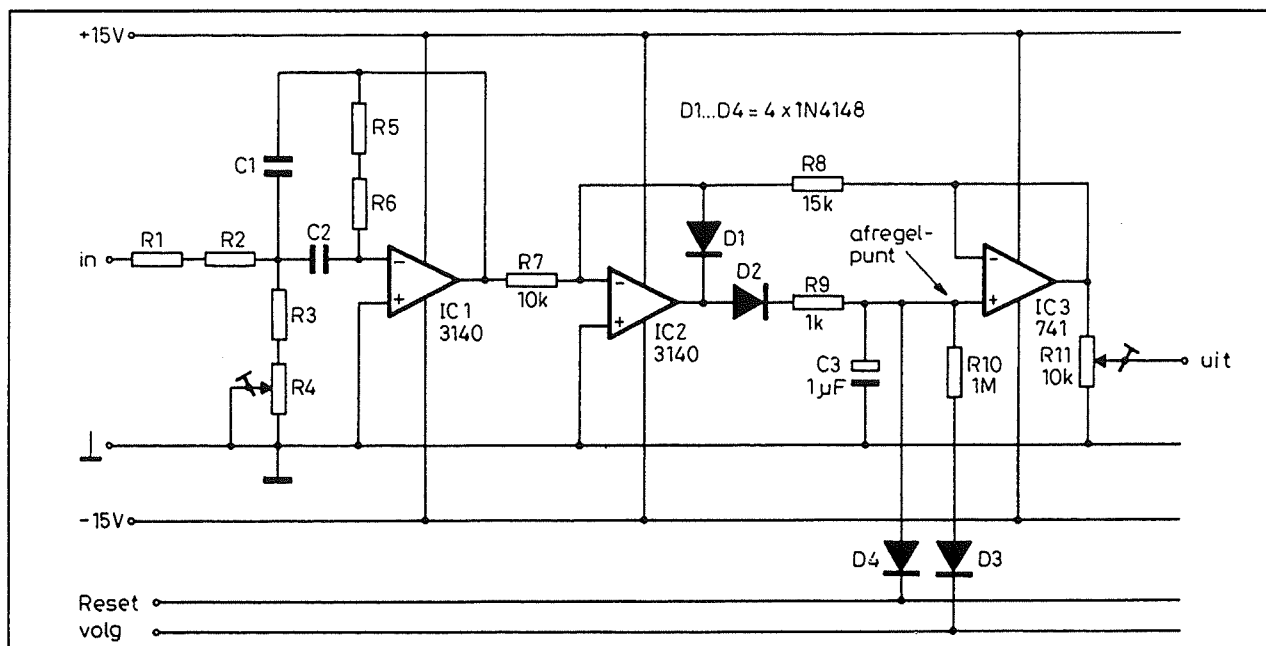 +15V
D1...D4 = 4 x 1N4148
R5
C1
R8
15k
R6
D1
afregel-
punt
R1
R2
C2
in
R7
10k
D2
R9
1k
IC1
3140
IC2
3140
IC3
741
R3
R4
C3
1µF
R10
1M
R11
10k
uit
-15V
D4
D3
Reset
volg